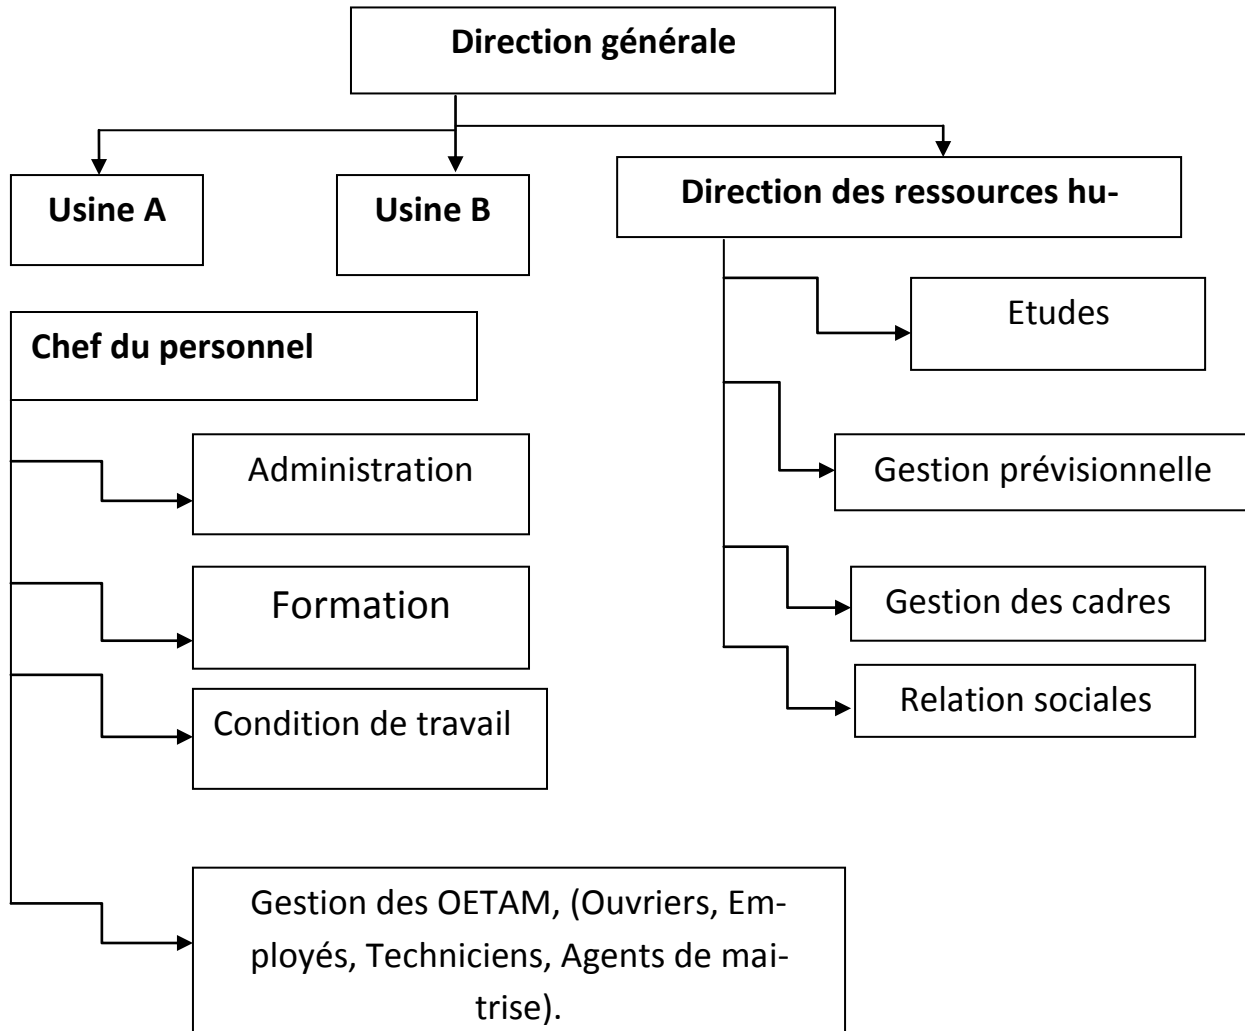 Direction générale
Usine A
Usine B
Direction des ressources hu-
Chef du personnel
Etudes
Administration
Gestion prévisionnelle
Formation
Gestion des cadres
Condition de travail
Relation sociales
Gestion des OETAM, (Ouvriers, Em-
ployés, Techniciens, Agents de mai-
trise).